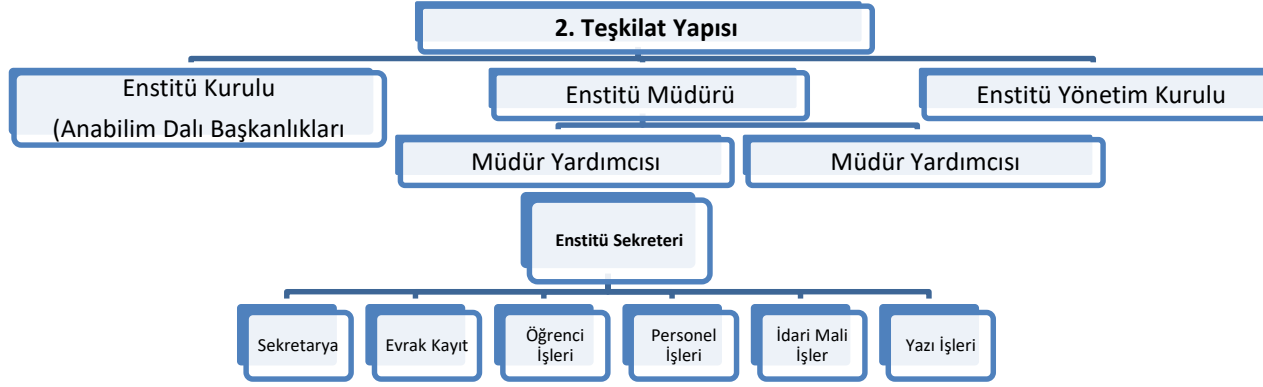 2. Teşkilat Yapısı
Enstitü Kurulu
(Anabilim Dalı Başkanlıkları
Enstitü Müdürü
Enstitü Yönetim Kurulu
Müdür Yardımcısı
Müdür Yardımcısı
Enstitü Sekreteri
Sekretarya
Evrak Kayıt
Öğrenci
İşleri
Personel
İşleri
İdari Mali
İşler
Yazı İşleri